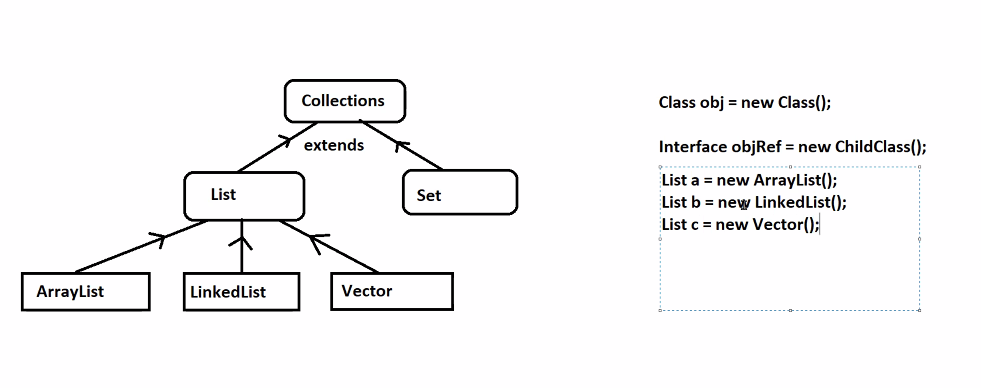 Collections
extends
List
Set
ArrayList
LinkedList
Vector
Class obj = new Class();
Interface objRef = new ChildClass();
List a = new ArrayList();
List b = new LinkedList();
List c = new Vector();